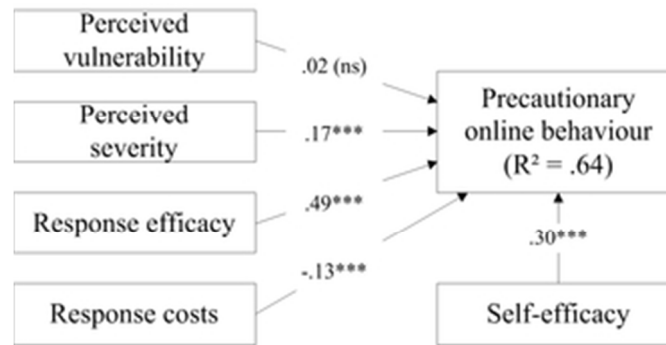 Perceived
vulnerability
.02 (ns)
Perceived
severity
.17***
Response efficacy
.49***
Response costs
-.13***
Precautionary
online behaviour
(R² = .64)
.30***
Self-efficacy